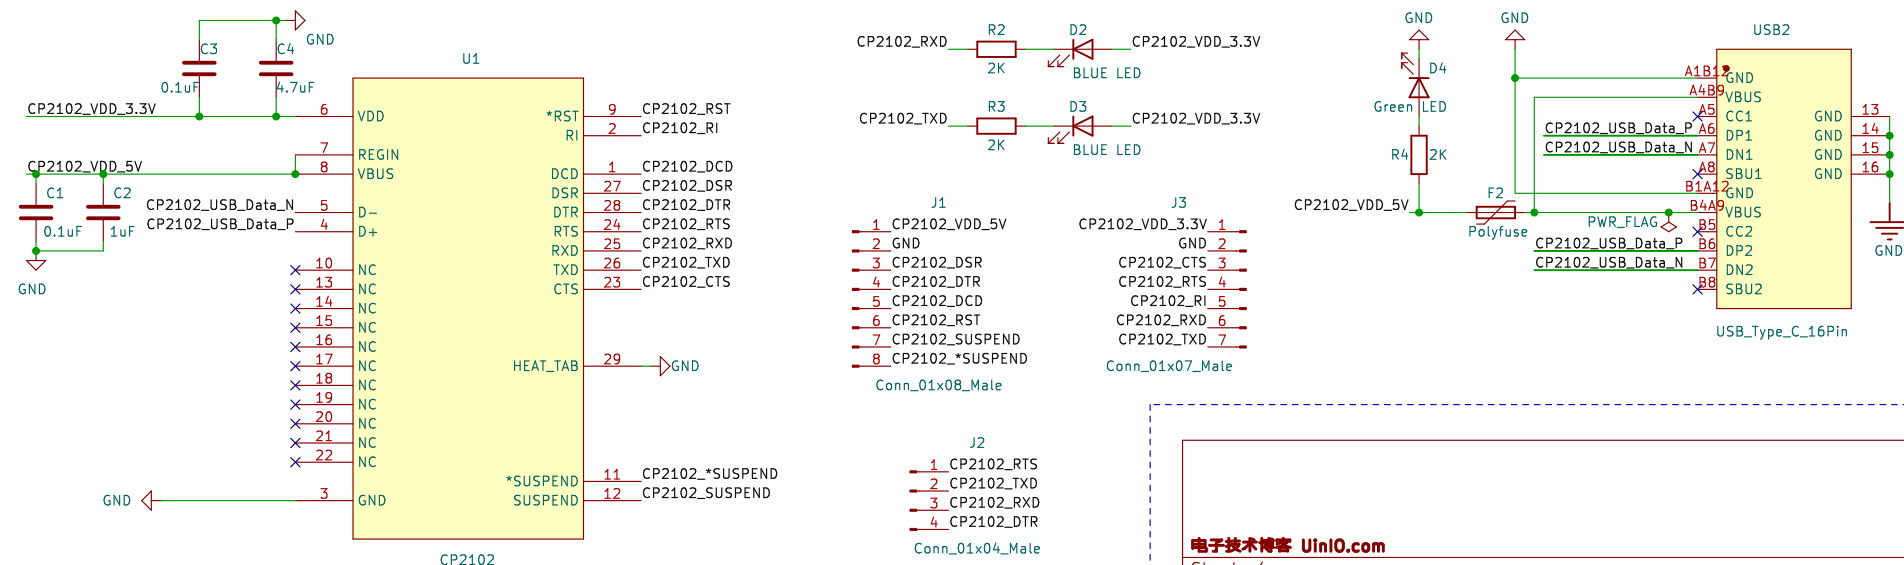 C3
0.1uF
C4
4.7uF
GND
CP2102_VDD_3.3V
CP2102_VDD_5V
C1
0.1uF
C2
1uF
GND
CP2102_USB_Data_N
CP2102_USB_Data_P
GND
U1
6 VDD
7 REGIN
8 VBUS
5 D-
4 D+
10 NC
13 NC
14 NC
15 NC
16 NC
17 NC
18 NC
19 NC
20 NC
21 NC
22 NC
3 GND
*RST 9 CP2102_RST
RI 2 CP2102_RI
DCD 1 CP2102_DCD
DSR 27 CP2102_DSR
DTR 28 CP2102_DTR
RTS 24 CP2102_RTS
RXD 25 CP2102_RXD
TXD 26 CP2102_TXD
CTS 23 CP2102_CTS
HEAT_TAB 29 GND
*SUSPEND 11 CP2102_*SUSPEND
SUSPEND 12 CP2102_SUSPEND
CP2102
CP2102_RXD
R2
2K
D2
BLUE LED
CP2102_VDD_3.3V
CP2102_TXD
R3
2K
D3
BLUE LED
CP2102_VDD_3.3V
J1
1 CP2102_VDD_5V
2 GND
3 CP2102_DSR
4 CP2102_DTR
5 CP2102_DCD
6 CP2102_RST
7 CP2102_SUSPEND
8 CP2102_*SUSPEND
Conn_01x08_Male
J3
CP2102_VDD_3.3V 1
GND 2
CP2102_CTS 3
CP2102_RTS 4
CP2102_RI 5
CP2102_RXD 6
CP2102_TXD 7
Conn_01x07_Male
J2
1 CP2102_RTS
2 CP2102_TXD
3 CP2102_RXD
4 CP2102_DTR
Conn_01x04_Male
GND
D4
Green LED
R4 2K
CP2102_VDD_5V
GND
F2
Polyfuse
PWR_FLAG
CP2102_USB_Data_P
CP2102_USB_Data_N
CP2102_USB_Data_P
CP2102_USB_Data_N
USB2
A1B12 GND
A4B9 VBUS
A5 CC1
A6 DP1
A7 DN1
A8 SBU1
B1A12 GND
B4A9 VBUS
B5 CC2
B6 DP2
B7 DN2
B8 SBU2
GND 13
GND 14
GND 15
GND 16
GND
USB_Type_C_16Pin
电子技术博客 UinIO.com